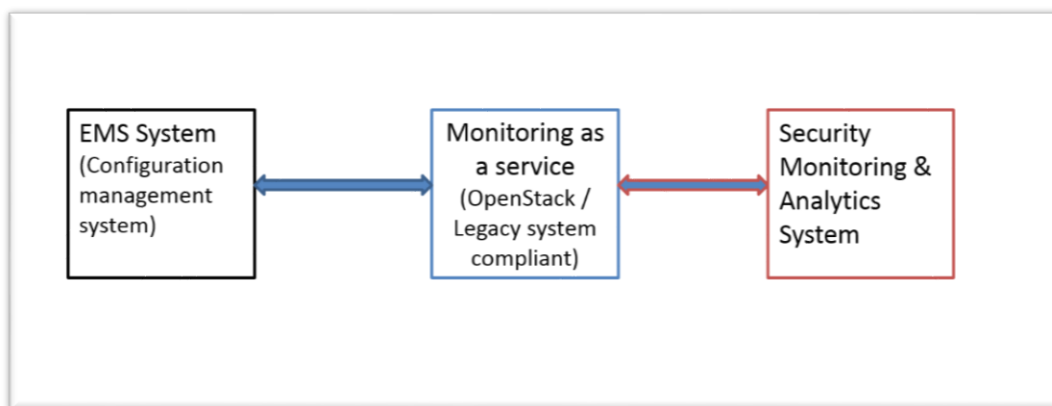 EMS System
(Configuration
management
system)
Monitoring as
a service
(OpenStack /
Legacy system
compliant)
Security
Monitoring &
Analytics
System